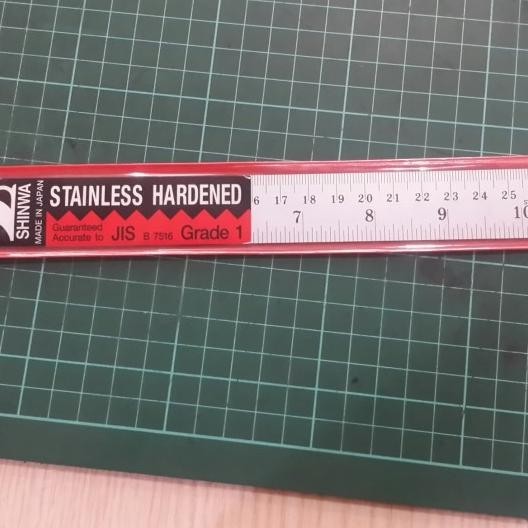 SHINWA
MADE IN JAPAN
STAINLESS HARDENED
Guaranteed
Accurate to JIS B 7516 Grade 1
6 17 18 19 20 21 22 23 24 25
7 8 9 10